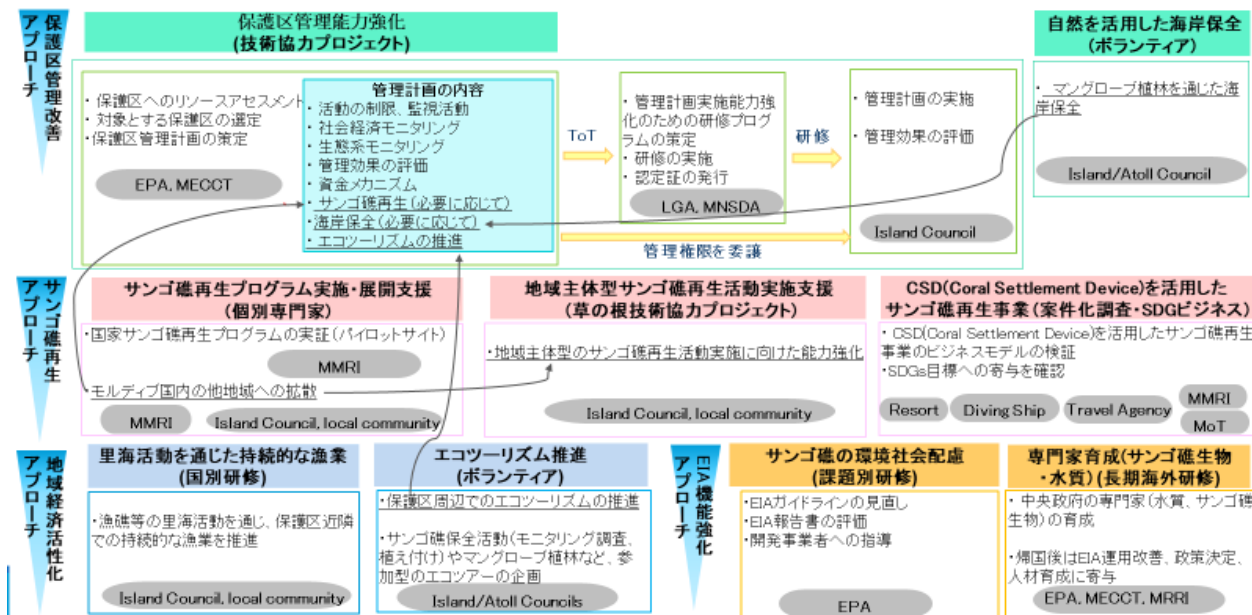 保護区管理改善
アプローチ
保護区管理能力強化
(技術協力プロジェクト)
・保護区へのリソースアセスメント
・対象とする保護区の選定
・保護区管理計画の策定
EPA, MECCT
管理計画の内容
・活動の制限、監視活動
・社会経済モニタリング
・生態系モニタリング
・管理効果の評価
・資金メカニズム
・サンゴ礁再生(必要に応じて)
・海岸保全(必要に応じて)
・エコツーリズムの推進
ToT
・管理計画実施能力強
化のための研修プログ
ラムの策定
・研修の実施
・認定証の発行
LGA, MNSDA
研修
管理権限を委譲
・管理計画の実施
・管理効果の評価
Island Council
自然を活用した海岸保全
(ボランティア)
・マングローブ植林を通じた海
岸保全
Island/Atoll Council
サンゴ礁再生
アプローチ
サンゴ礁再生プログラム実施・展開支援
(個別専門家)
・国家サンゴ礁再生プログラムの実証(パイロットサイト)
MMRI
モルディブ国内の他地域への拡散
MMRI
Island Council, local community
地域主体型サンゴ礁再生活動実施支援
(草の根技術協力プロジェクト)
・地域主体型のサンゴ礁再生活動実施に向けた能力強化
Island Council, local community
CSD(Coral Settlement Device)を活用した
サンゴ礁再生事業(案件化調査・SDGビジネス)
・CSD(Coral Settlement Device)を活用したサンゴ礁再生
事業のビジネスモデルの検証
・SDGs目標への寄与を確認
Resort
Diving Ship
Travel Agency
MMRI
MoT
地域経済活性化
アプローチ
里海活動を通じた持続的な漁業
(国別研修)
・漁礁等の里海活動を通じ、保護区近隣
での持続的な漁業を推進
Island Council, local community
エコツーリズム推進
(ボランティア)
・保護区周辺でのエコツーリズムの推進
・サンゴ礁保全活動(モニタリング調査、
植え付け)やマングローブ植林など、参
加型のエコツアーの企画
Island/Atoll Councils
EIA機能強化
アプローチ
サンゴ礁の環境社会配慮
(課題別研修)
・EIAガイドラインの見直し
・EIA報告書の評価
・開発事業者への指導
EPA
専門家育成(サンゴ礁生物
・水質)(長期海外研修)
・中央政府の専門家(水質、サンゴ礁
生物)の育成
・帰国後はEIA運用改善、政策決定、
人材育成に寄与
EPA, MECCT, MRRI